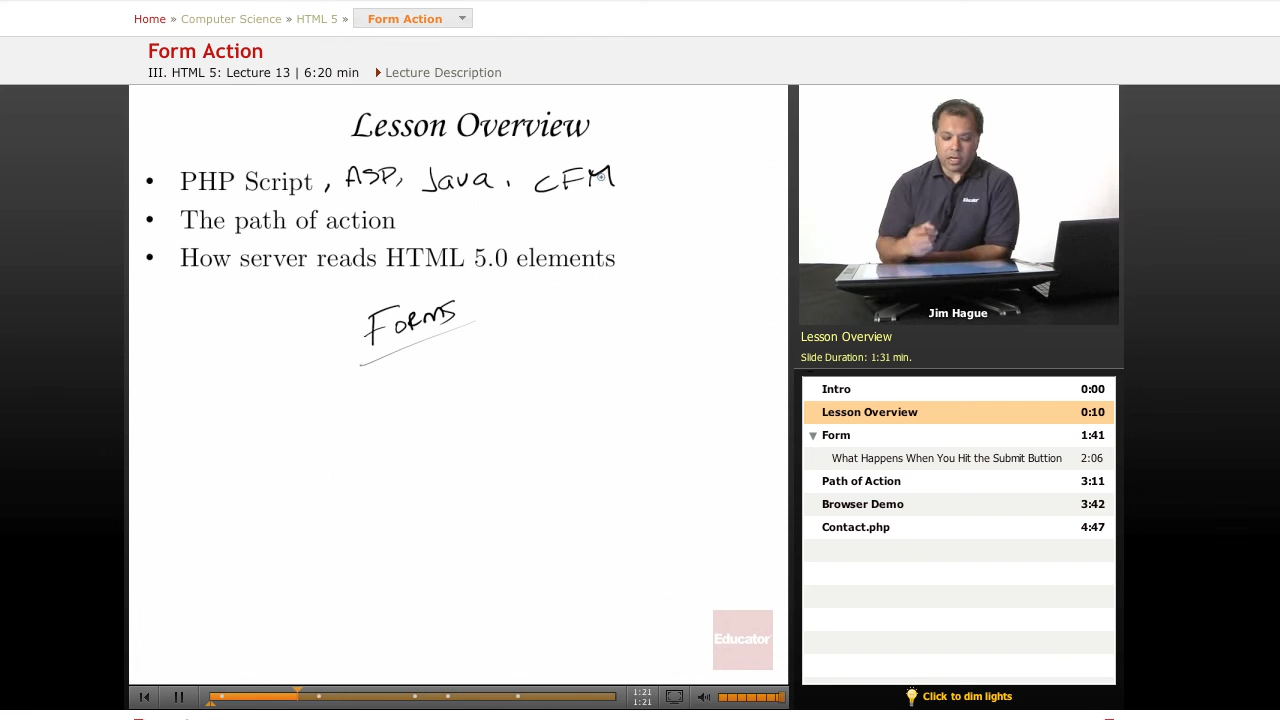 Home » Computer Science » HTML 5 » Form Action
Form Action
III. HTML 5: Lecture 13 | 6:20 min Lecture Description
Lesson Overview
• PHP Script , ASP, Java, CFM
• The path of action
• How server reads HTML 5.0 elements
Forms
Educator
Educator
Jim Hague
Lesson Overview
Slide Duration: 1:31 min.
Intro 0:00
Lesson Overview 0:10
Form 1:41
What Happens When You Hit the Submit Buttion 2:06
Path of Action 3:11
Browser Demo 3:42
Contact.php 4:47
1:21
1:21
Click to dim lights